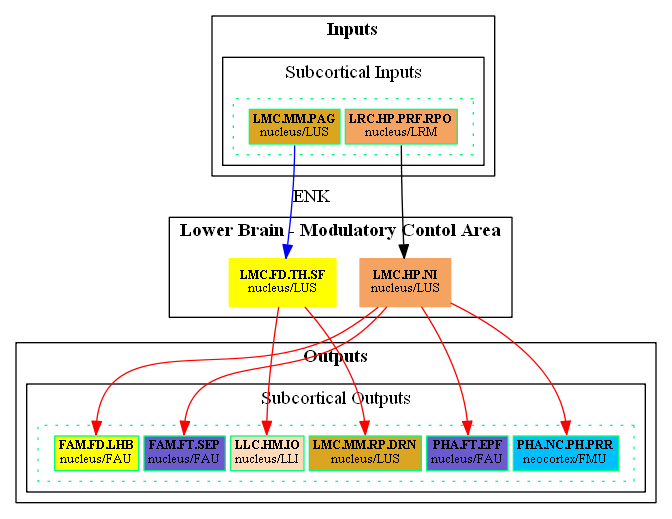 Inputs
Subcortical Inputs
LMC.MM.PAG
nucleus/LUS
LRC.HP.PRF.RPO
nucleus/LRM
ENK
Lower Brain - Modulatory Contol Area
LMC.FD.TH.SF
nucleus/LUS
LMC.HP.NI
nucleus/LUS
Outputs
Subcortical Outputs
FAM.FD.LHB
nucleus/FAU
FAM.FT.SEP
nucleus/FAU
LLC.HM.IO
nucleus/LLI
LMC.MM.RP.DRN
nucleus/LUS
PHA.FT.EPF
nucleus/FAU
PHA.NC.PH.PRR
neocortex/FMU